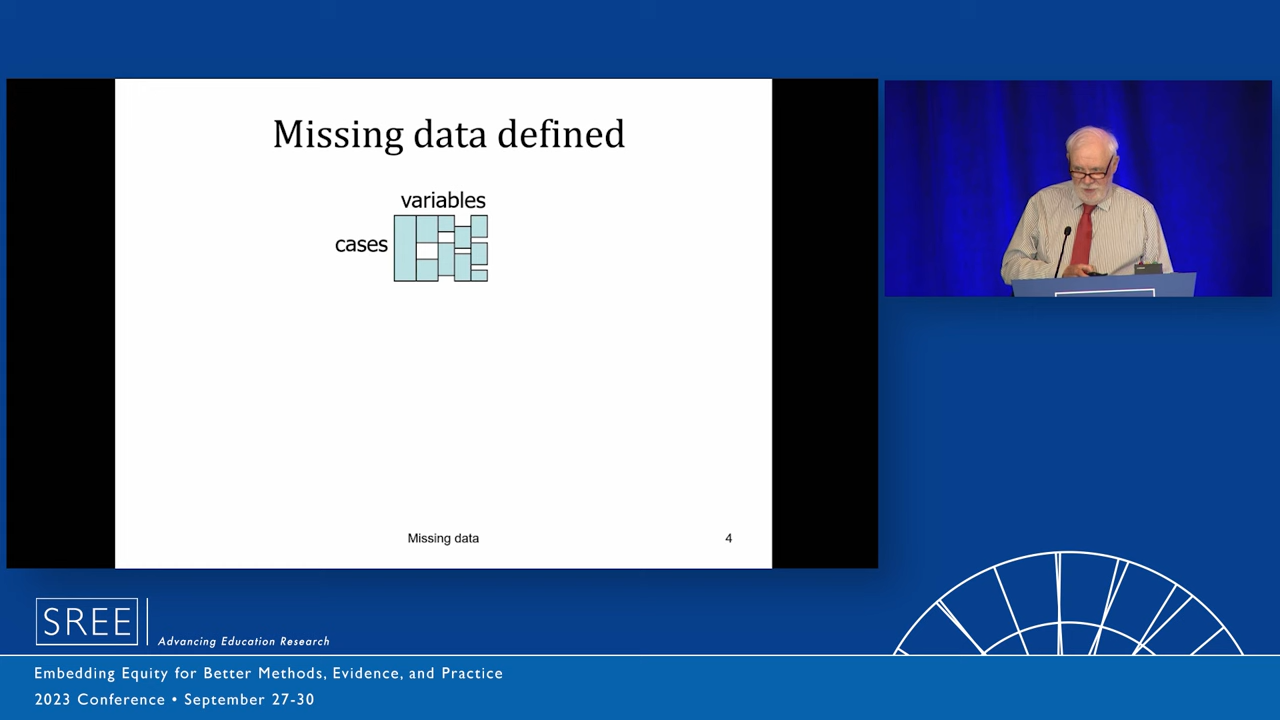 Missing data defined
variables
cases
Missing data
4
SREE
Advancing Education Research
Embedding Equity for Better Methods, Evidence, and Practice
2023 Conference • September 27-30